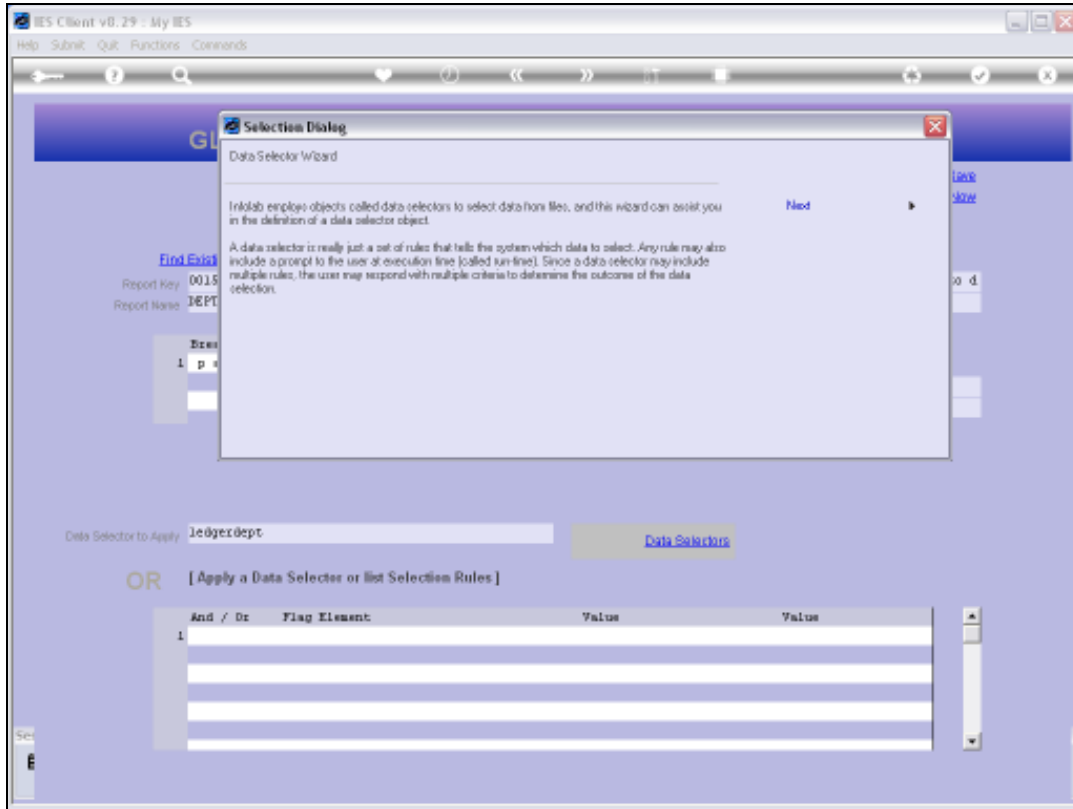 IES Client v8.29 : My IES
Help Submit Quit Functions Commands
GL
Selection Dialog
Data Selector Wizard
Infolab employs objects called data selectors to select data from files, and this wizard can assist you
in the definition of a data selector object.
Next
A data selector is really just a set of rules that tells the system which data to select. Any rule may also
include a prompt to the user at execution time (called run-time). Since a data selector may include
multiple rules, the user may respond with multiple criteria to determine the outcome of the data
selection.
Find Existi
Report Key 0015
o d
Report Name DEPT
1 p
Data Selector to Apply ledgerdept
Data Selectors
OR [ Apply a Data Selector or list Selection Rules ]
And / Or Flag Element Value Value
1